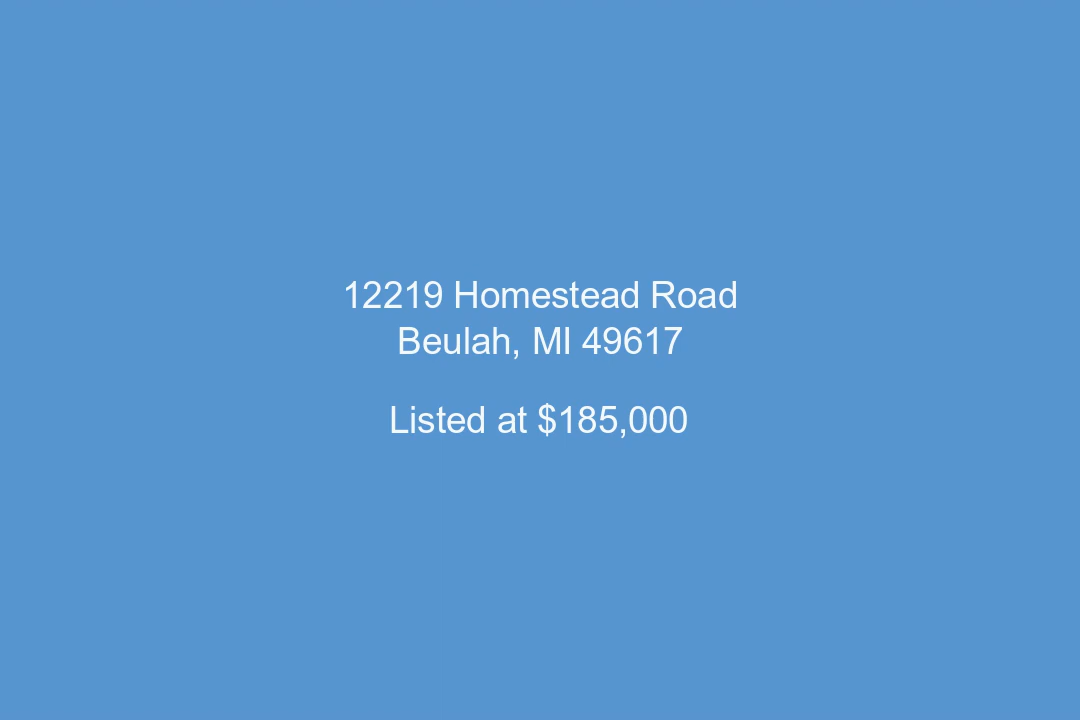 12219 Homestead Road
Beulah, MI 49617
Listed at $185,000